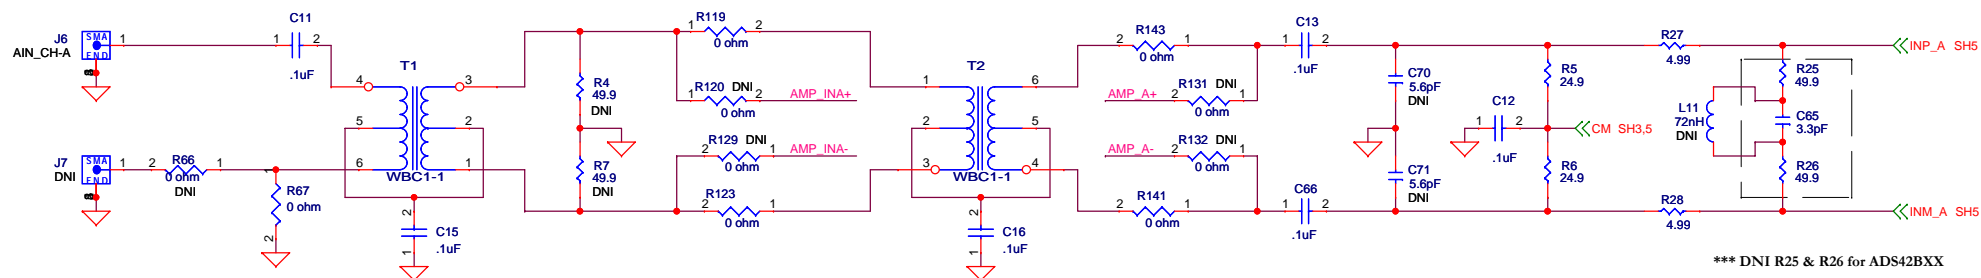 J6
AIN_CH-A
SMA
END
1
C11
1 2
.1uF
J7
DNI
SMA
END
1
2 R66 1
0 ohm
DNI
R67
0 ohm
2
T1
4 3
5 2
6 1
WBC1-1
2
C15
1 .1uF
R4
49.9
DNI
R7
49.9
DNI
R119
1 2
0 ohm
R120 DNI
1 2
0 ohm
AMP_INA+
R129 DNI
2 1
0 ohm
AMP_INA-
R123
2 1
0 ohm
T2
1 6
2 5
3 4
WBC1-1
2
C16
1 .1uF
R143
2 1
0 ohm
AMP_A+
R131 DNI
2 1
0 ohm
AMP_A-
R132 DNI
2 1
0 ohm
R141
2 1
0 ohm
C13
1 2
.1uF
C66
1 2
.1uF
C70
5.6pF
DNI
C71
5.6pF
DNI
C12
1 2
.1uF
R5
24.9
CM SH3,5
R6
24.9
R27
4.99
R28
4.99
L11
72nH
DNI
R25
49.9
C65
3.3pF
R26
49.9
INP_A SH5
INM_A SH5
*** DNI R25 & R26 for ADS42BXX